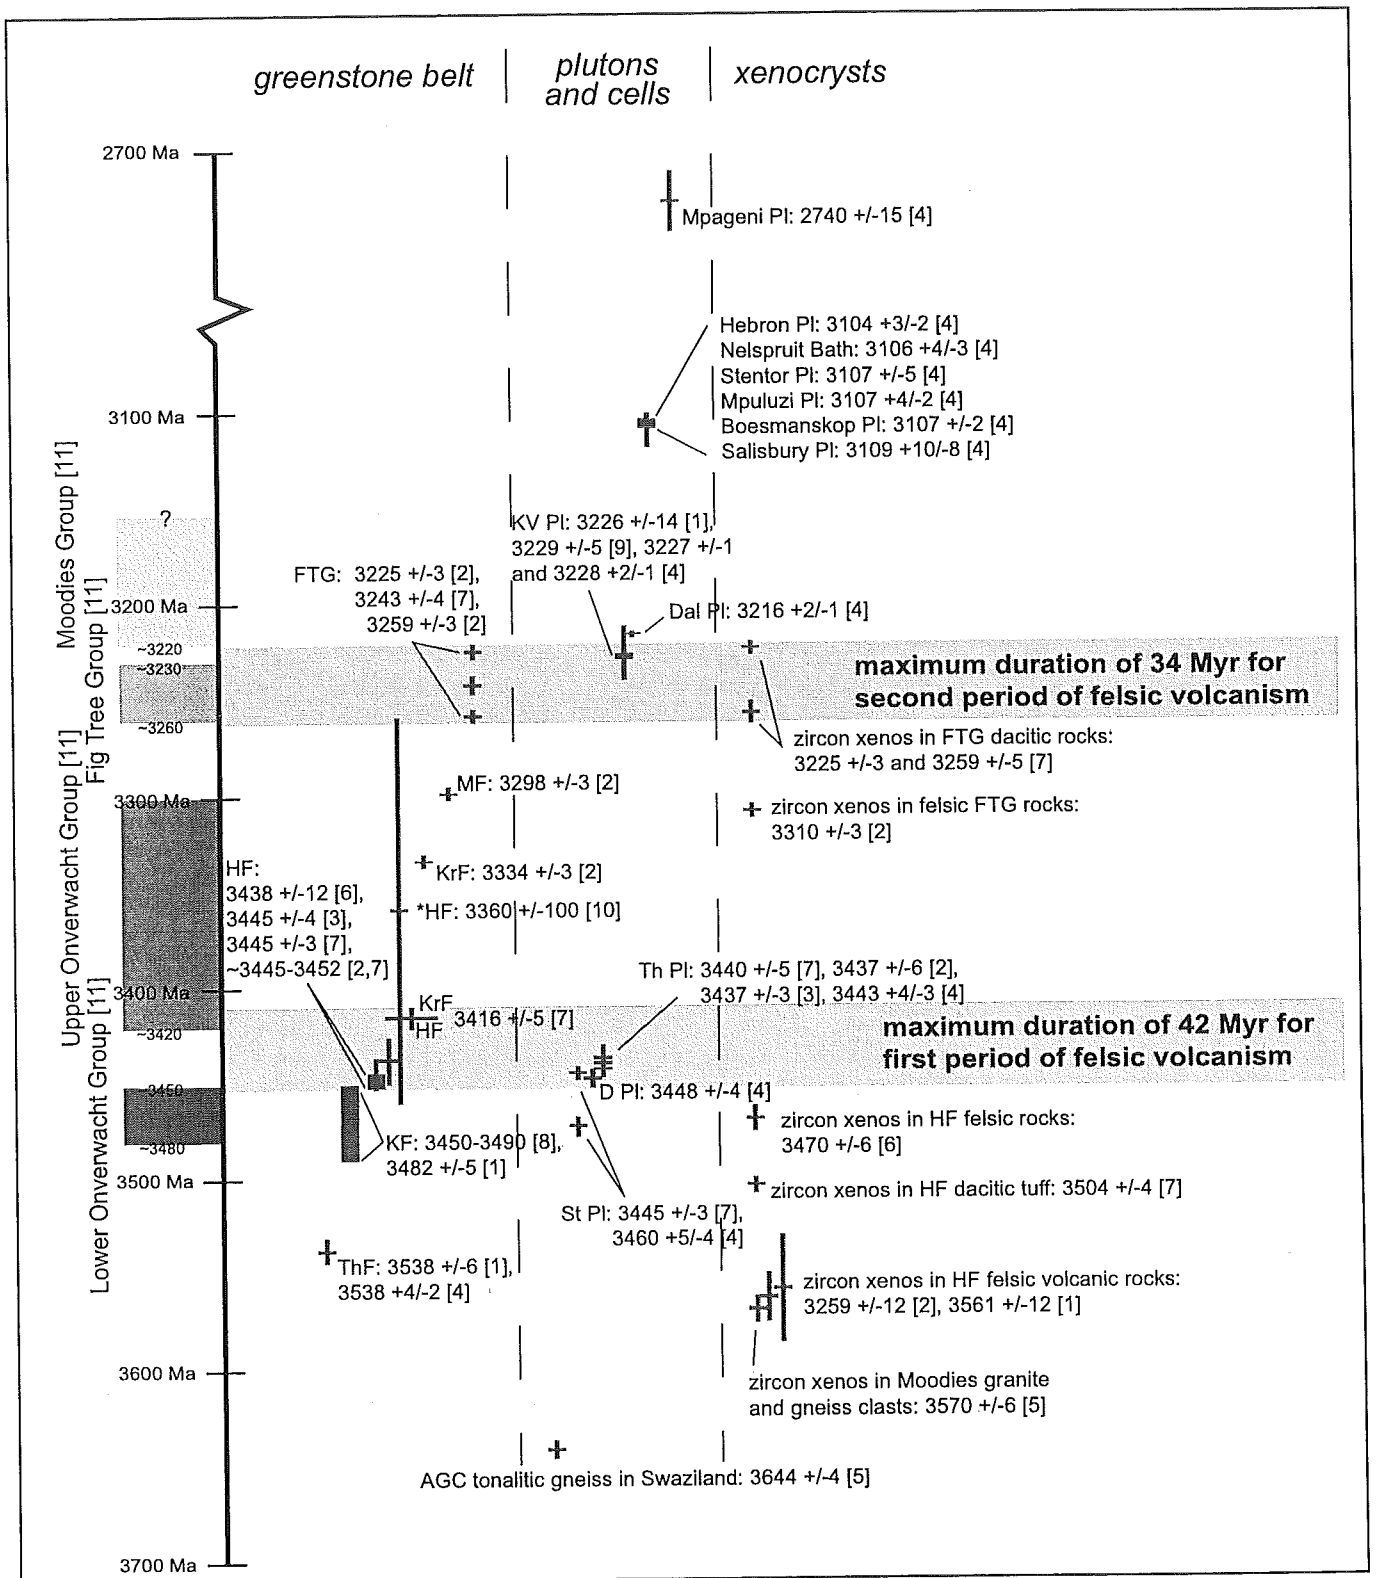 greenstone belt
plutons
and cells
xenocrysts
2700 Ma
Mpageni Pl: 2740 +/-15 [4]
Hebron Pl: 3104 +3/-2 [4]
Nelspruit Bath: 3106 +4/-3 [4]
Stentor Pl: 3107 +/-5 [4]
Mpuluzi Pl: 3107 +4/-2 [4]
Boesmanskop Pl: 3107 +/-2 [4]
Salisbury Pl: 3109 +10/-8 [4]
3100 Ma
Moodies Group [11]
?
KV Pl: 3226 +/-14 [1],
3229 +/-5 [9], 3227 +/-1
and 3228 +2/-1 [4]
FTG: 3225 +/-3 [2],
3243 +/-4 [7],
3259 +/-3 [2]
Fig Tree Group [11]
3200 Ma
Dal Pl: 3216 +2/-1 [4]
~3220
~3230
~3260
maximum duration of 34 Myr for
second period of felsic volcanism
zircon xenos in FTG dacitic rocks:
3225 +/-3 and 3259 +/-5 [7]
MF: 3298 +/-3 [2]
3300 Ma
zircon xenos in felsic FTG rocks:
3310 +/-3 [2]
Upper Onverwacht Group [11]
HF:
3438 +/-12 [6],
3445 +/-4 [3],
3445 +/-3 [7],
~3445-3452 [2,7]
KrF: 3334 +/-3 [2]
*HF: 3360 +/-100 [10]
Th Pl: 3440 +/-5 [7], 3437 +/-6 [2],
3437 +/-3 [3], 3443 +4/-3 [4]
3400 Ma
KrF
HF
3416 +/-5 [7]
~3420
maximum duration of 42 Myr for
first period of felsic volcanism
Lower Onverwacht Group [11]
3450
D Pl: 3448 +/-4 [4]
zircon xenos in HF felsic rocks:
3470 +/-6 [6]
~3480
KF: 3450-3490 [8],
3482 +/-5 [1]
3500 Ma
zircon xenos in HF dacitic tuff: 3504 +/-4 [7]
St Pl: 3445 +/-3 [7],
3460 +5/-4 [4]
ThF: 3538 +/-6 [1],
3538 +4/-2 [4]
zircon xenos in HF felsic volcanic rocks:
3259 +/-12 [2], 3561 +/-12 [1]
3600 Ma
zircon xenos in Moodies granite
and gneiss clasts: 3570 +/-6 [5]
AGC tonalitic gneiss in Swaziland: 3644 +/-4 [5]
3700 Ma